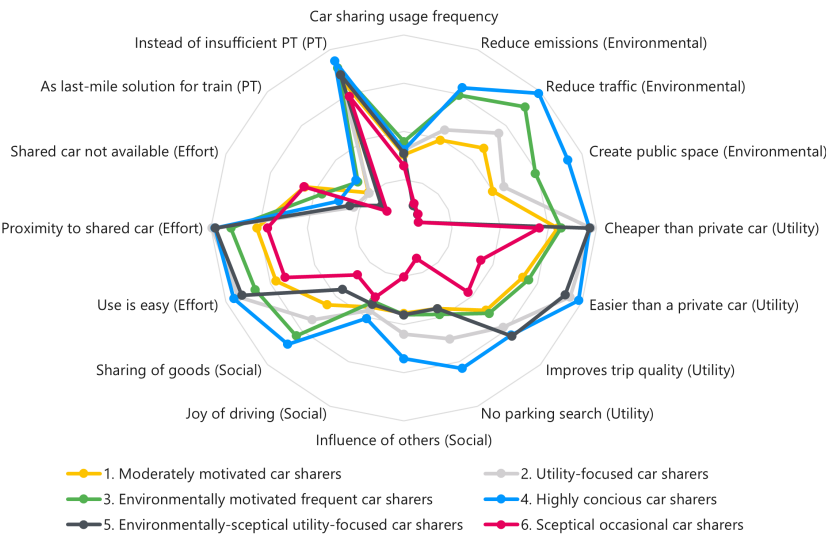 Car sharing usage frequency
Instead of insufficient PT (PT)
Reduce emissions (Environmental)
As last-mile solution for train (PT)
Reduce traffic (Environmental)
Shared car not available (Effort)
Create public space (Environmental)
Proximity to shared car (Effort)
Cheaper than private car (Utility)
Use is easy (Effort)
Easier than a private car (Utility)
Sharing of goods (Social)
Improves trip quality (Utility)
Joy of driving (Social)
No parking search (Utility)
Influence of others (Social)
1. Moderately motivated car sharers
2. Utility-focused car sharers
3. Environmentally motivated frequent car sharers
4. Highly concious car sharers
5. Environmentally-sceptical utility-focused car sharers
6. Sceptical occasional car sharers